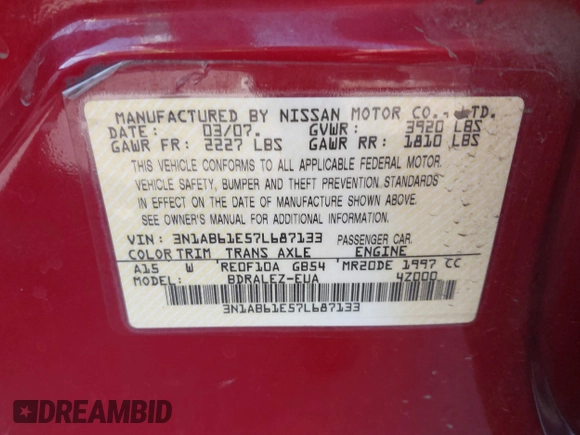 MANUFACTURED BY NISSAN MOTOR CO., LTD.
DATE: 03/07. GVWR: 3920 LBS
GAWR FR: 2227 LBS GAWR RR: 1810 LBS
THIS VEHICLE CONFORMS TO ALL APPLICABLE FEDERAL MOTOR
VEHICLE SAFETY, BUMPER AND THEFT PREVENTION STANDARDS
IN EFFECT ON THE DATE OF MANUFACTURE SHOWN ABOVE.
SEE OWNER'S MANUAL FOR ADDITIONAL INFORMATION.
VIN: 3N1AB61E57L687133 PASSENGER CAR.
COLOR TRIM TRANS AXLE ENGINE
A15 W RE0F10A GB54 MR20DE 1997 CC
MODEL: BDRALEZ-EUA 4Z000
3N1AB61E57L687133
DREAMBID